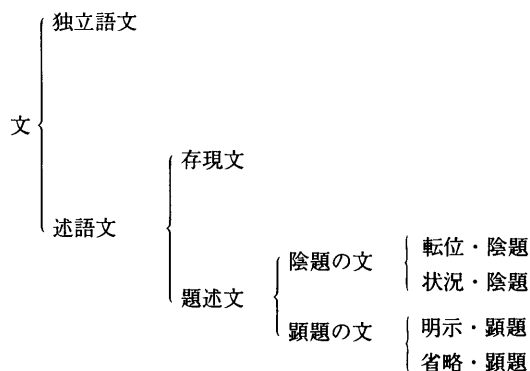 独立語文
文
存現文
述語文
転位・陰題
陰題の文
状況・陰題
題述文
明示・顕題
顕題の文
省略・顕題